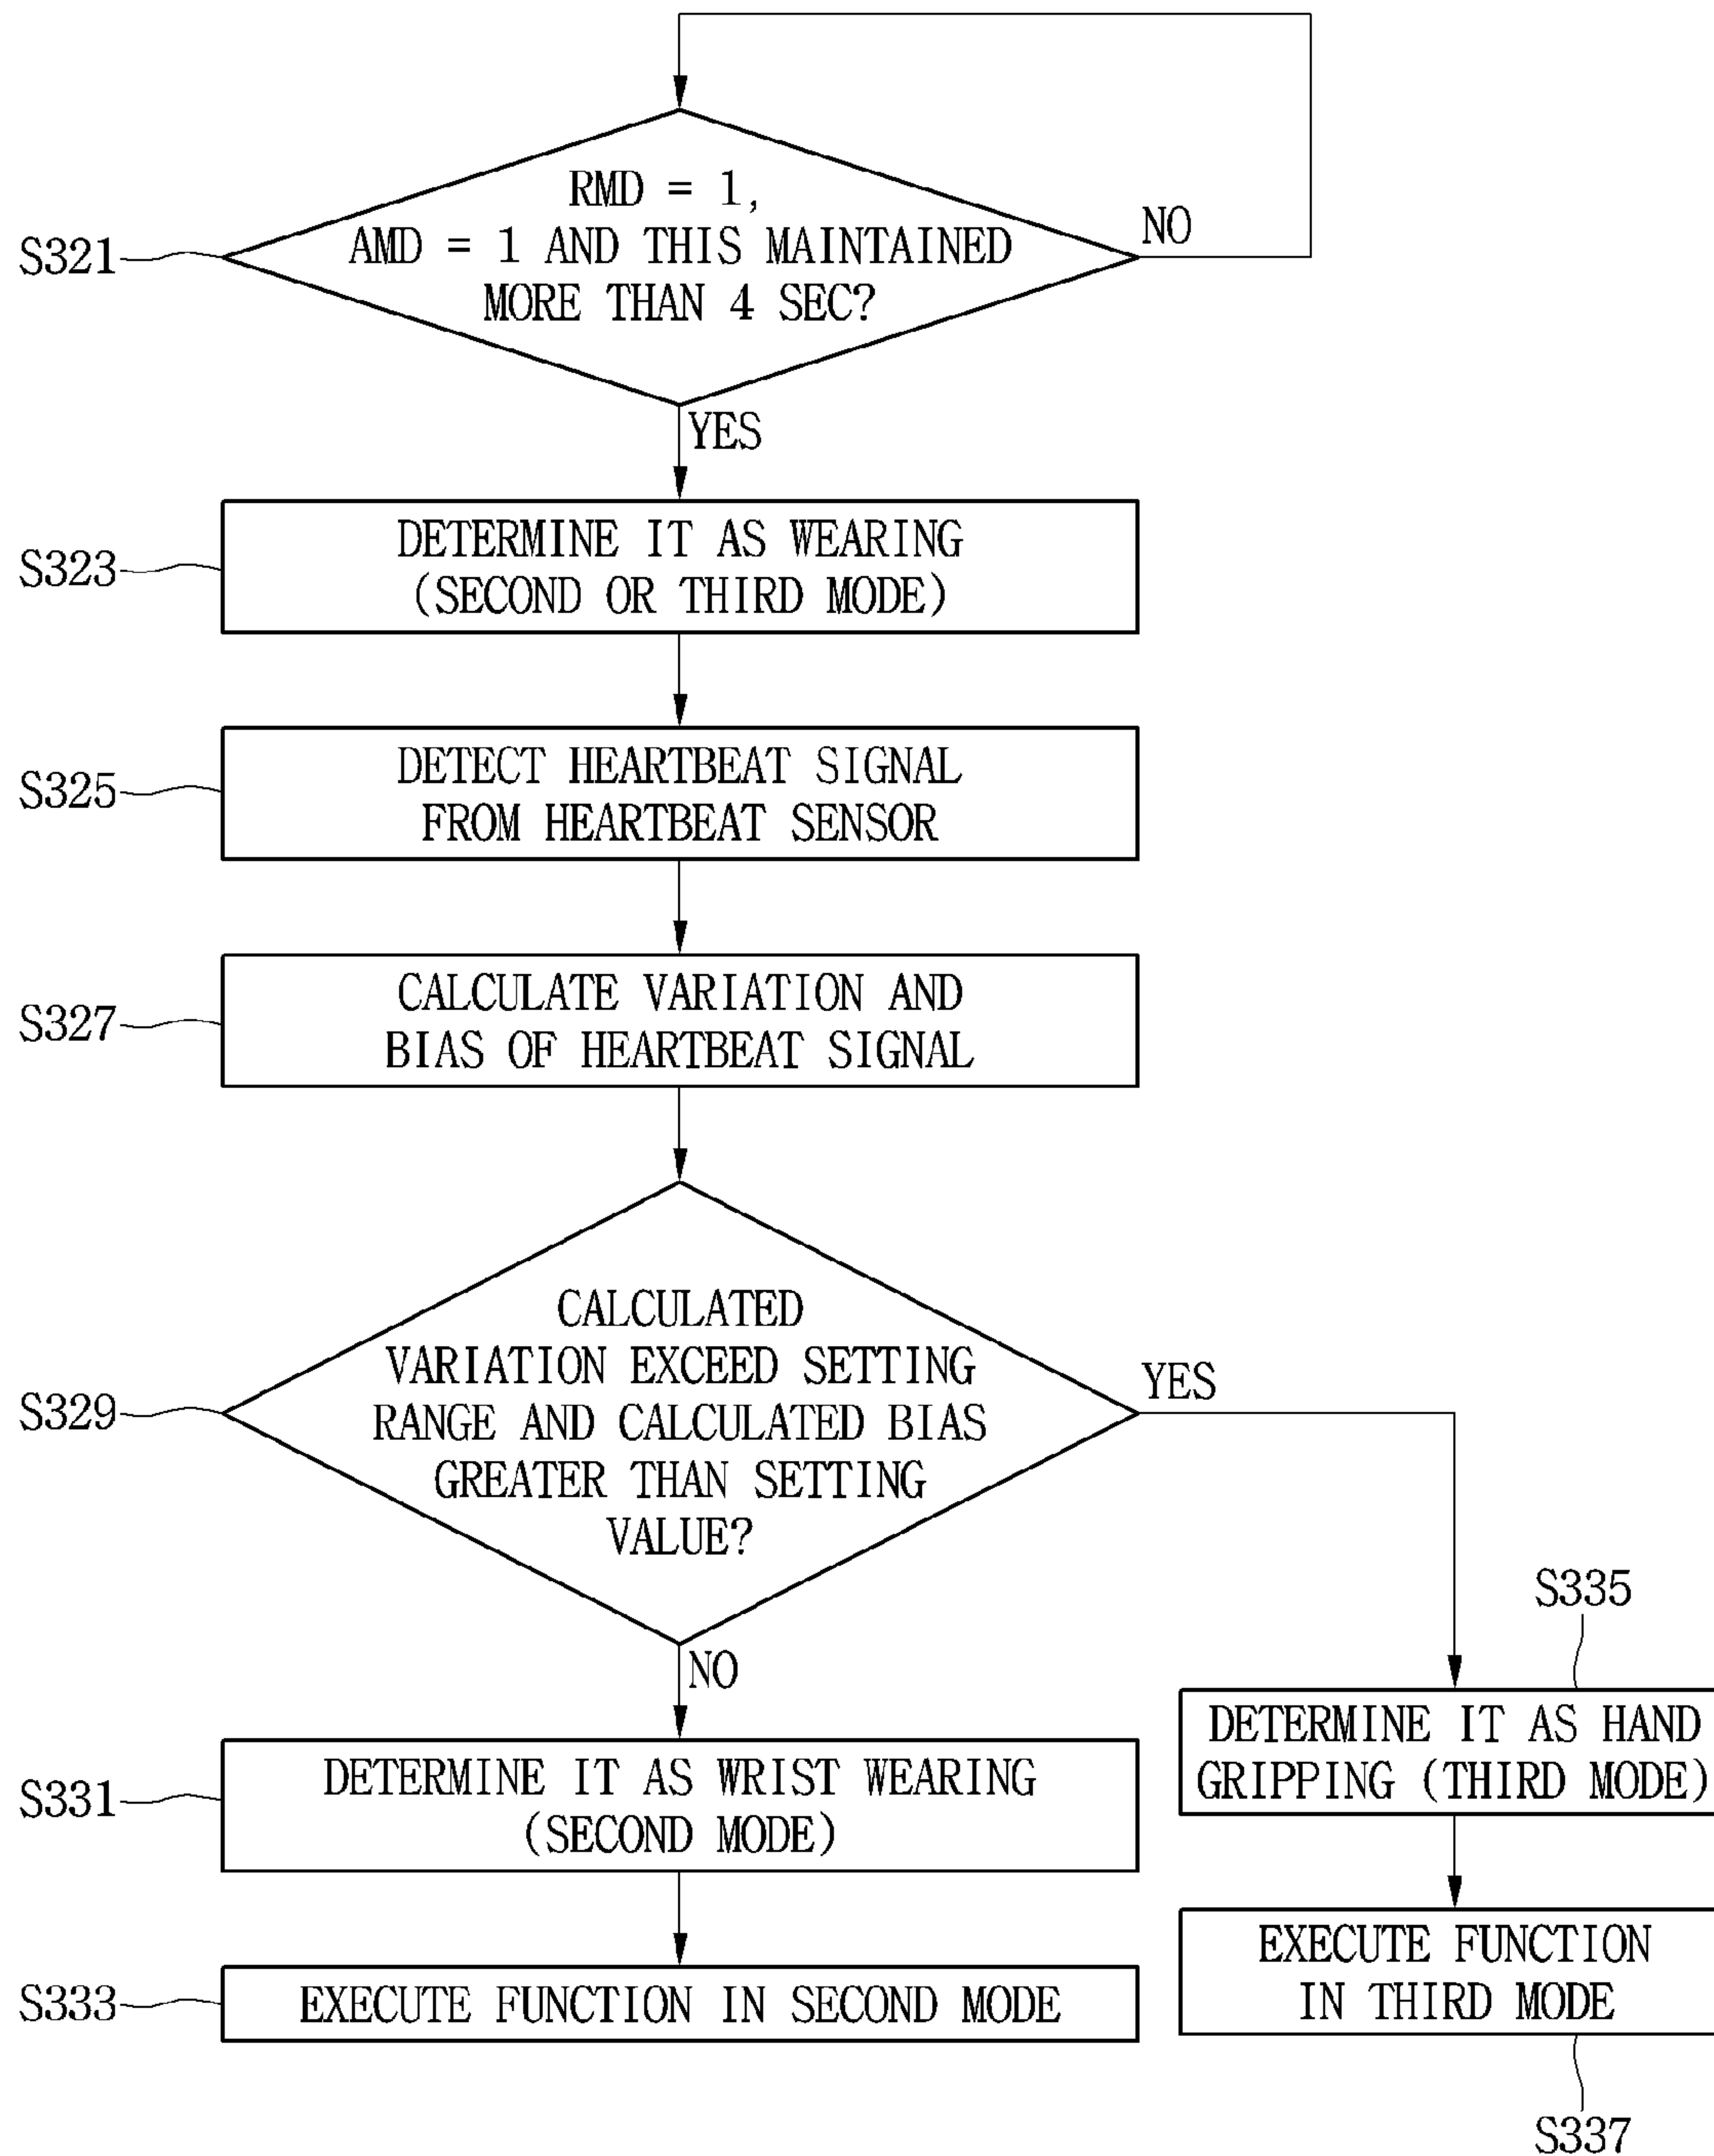 RMD = 1,
AMD = 1 AND THIS MAINTAINED
MORE THAN 4 SEC?
NO
S321
YES
DETERMINE IT AS WEARING
(SECOND OR THIRD MODE)
S323
DETECT HEARTBEAT SIGNAL
FROM HEARTBEAT SENSOR
S325
CALCULATE VARIATION AND
BIAS OF HEARTBEAT SIGNAL
S327
CALCULATED
VARIATION EXCEED SETTING
RANGE AND CALCULATED BIAS
GREATER THAN SETTING
VALUE?
YES
S329
NO
S335
DETERMINE IT AS WRIST WEARING
(SECOND MODE)
S331
DETERMINE IT AS HAND
GRIPPING (THIRD MODE)
EXECUTE FUNCTION IN SECOND MODE
S333
EXECUTE FUNCTION
IN THIRD MODE
S337